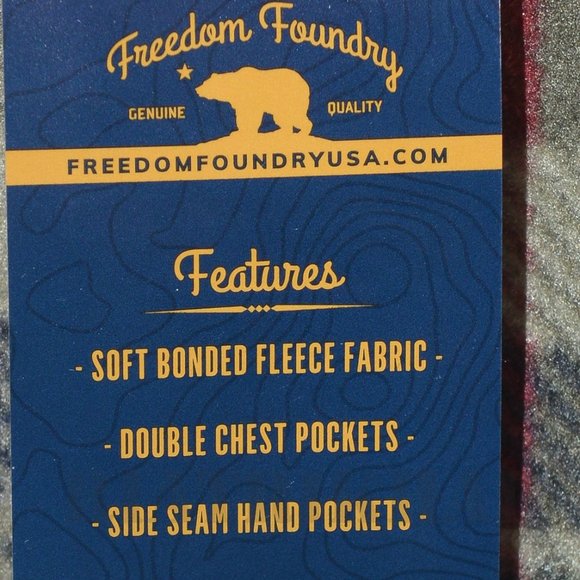 Freedom Foundry
GENUINE QUALITY
FREEDOMFOUNDRYUSA.COM
Features
- SOFT BONDED FLEECE FABRIC -
- DOUBLE CHEST POCKETS -
- SIDE SEAM HAND POCKETS -